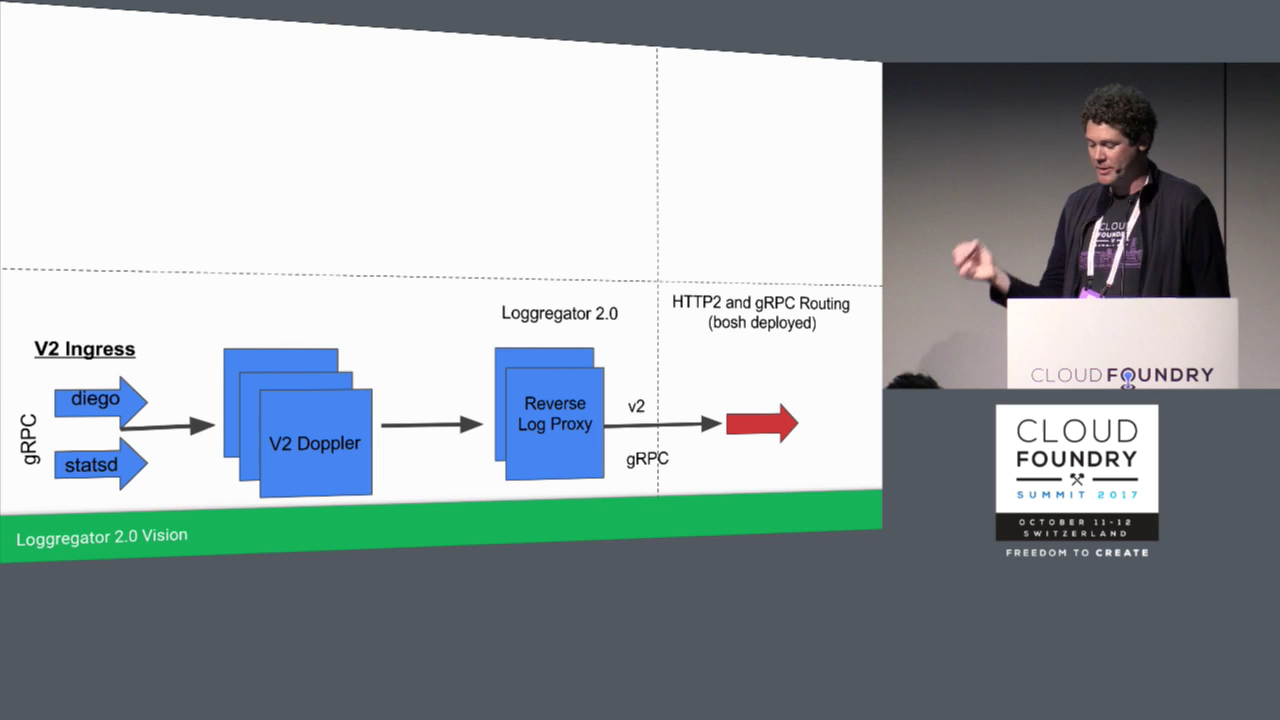 Loggregator 2.0
HTTP2 and gRPC Routing
(bosh deployed)
V2 Ingress
gRPC
diego
statsd
V2 Doppler
Reverse
Log Proxy
v2
gRPC
Loggregator 2.0 Vision
CLOUD
FOUNDRY
CLOUD FOUNDRY
CLOUD
FOUNDRY
SUMMIT 2017
OCTOBER 11-12
SWITZERLAND
FREEDOM TO CREATE